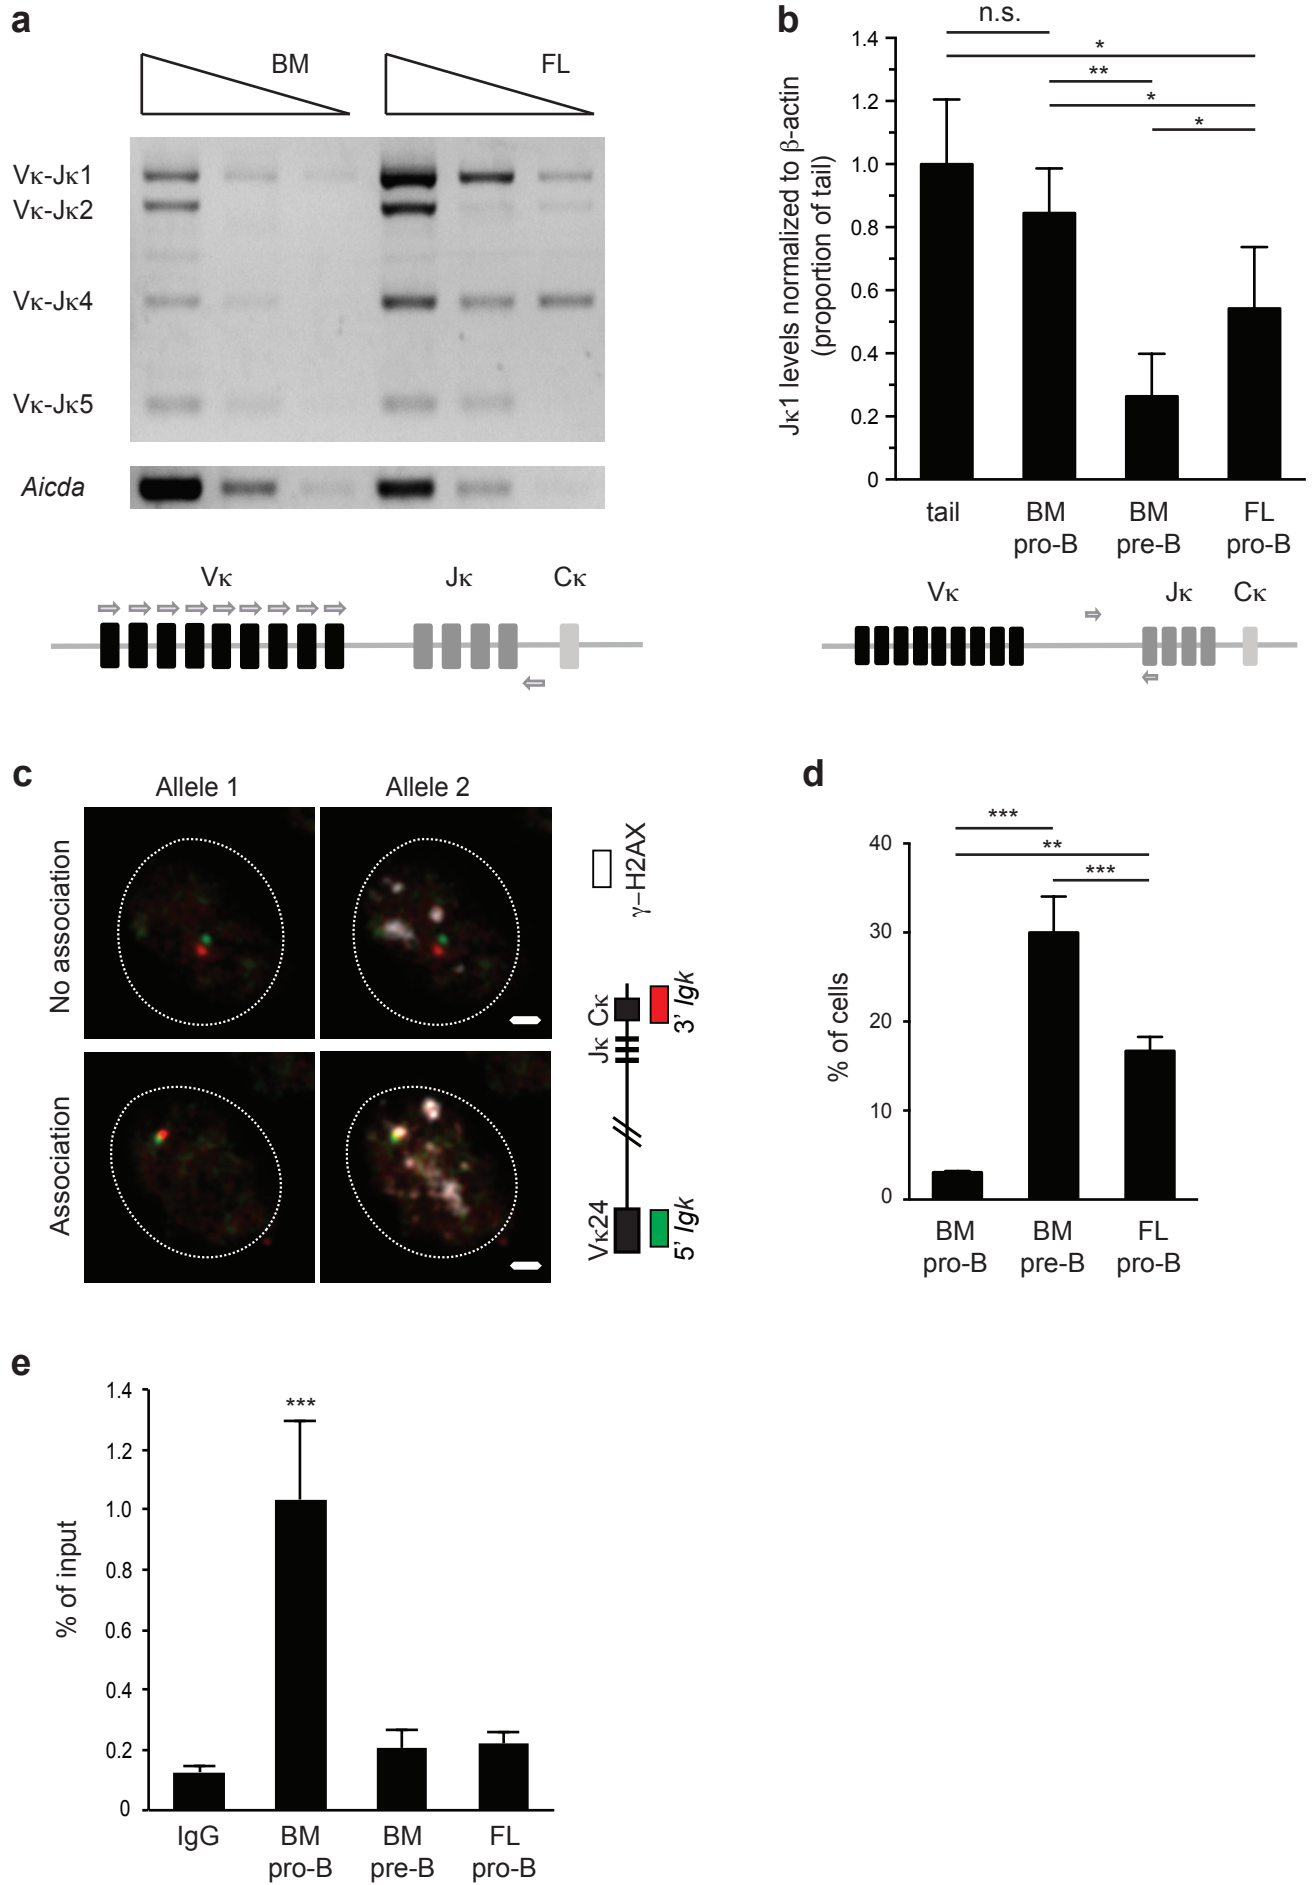 a
BM
FL
Vκ-Jκ1
Vκ-Jκ2
Vκ-Jκ4
Vκ-Jκ5
Aicda
Vκ
Jκ
Cκ
b
Jκ1 levels normalized to β-actin
(proportion of tail)
1.4
1.2
1.0
0.8
0.6
0.4
0.2
0
n.s.
*
**
*
*
tail
BM
pro-B
BM
pre-B
FL
pro-B
Vκ
Jκ
Cκ
c
Allele 1
Allele 2
No association
Association
γ–H2AX
Jκ Cκ
3' Igk
Vκ24
5' Igk
d
% of cells
40
30
20
10
0
***
**
***
BM
pro-B
BM
pre-B
FL
pro-B
e
% of input
1.4
1.2
1.0
0.8
0.6
0.4
0.2
0
***
IgG
BM
pro-B
BM
pre-B
FL
pro-B